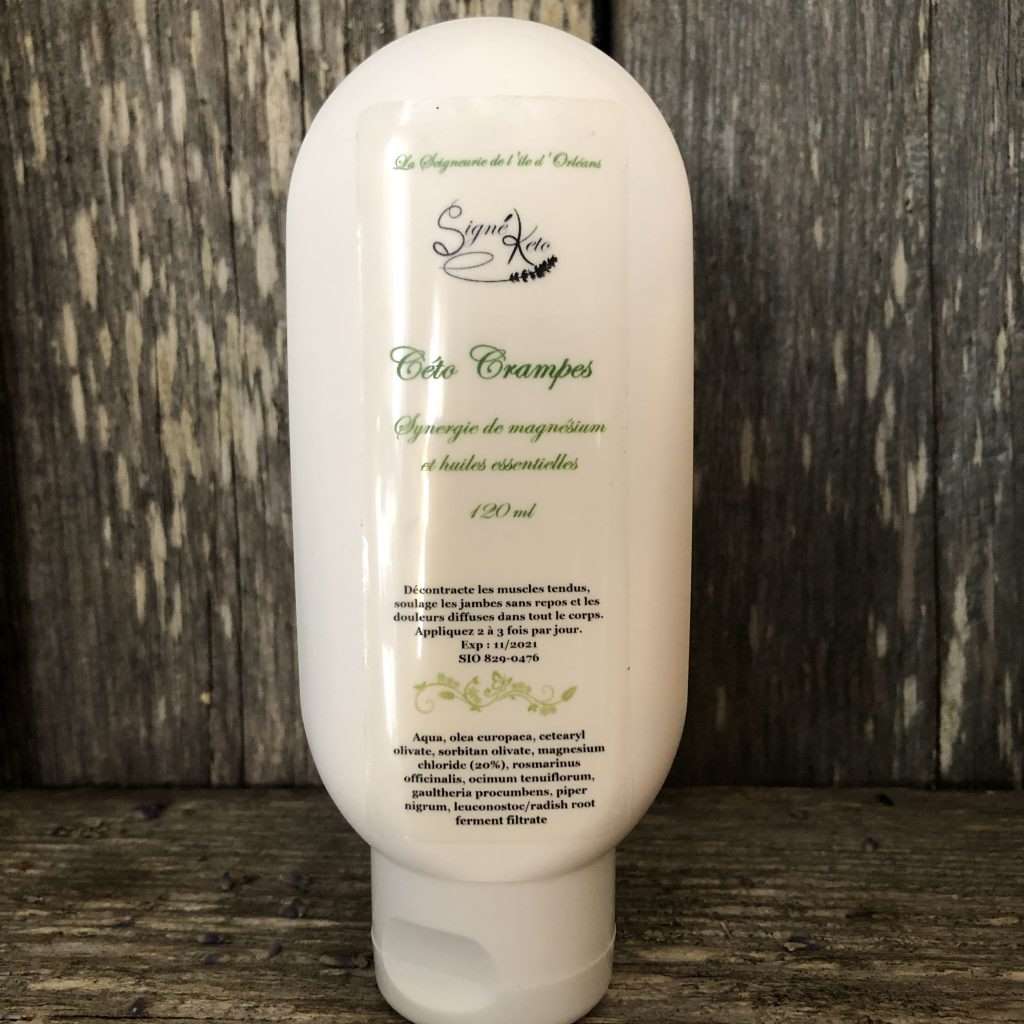 La Seigneurie de l'île d'Orléans
Signé Keto
Céto Crampes
Synergie de magnésium
et huiles essentielles
120 ml
Décontracte les muscles tendus,
soulage les jambes sans repos et les
douleurs diffuses dans tout le corps.
Appliquez 2 à 3 fois par jour.
Exp : 11/2021
SIO 829-0476
Aqua, olea europaea, cetearyl
olivate, sorbitan olivate, magnesium
chloride (20%), rosmarinus
officinalis, ocimum tenuiflorum,
gaultheria procumbens, piper
nigrum, leuconostoc/radish root
ferment filtrate